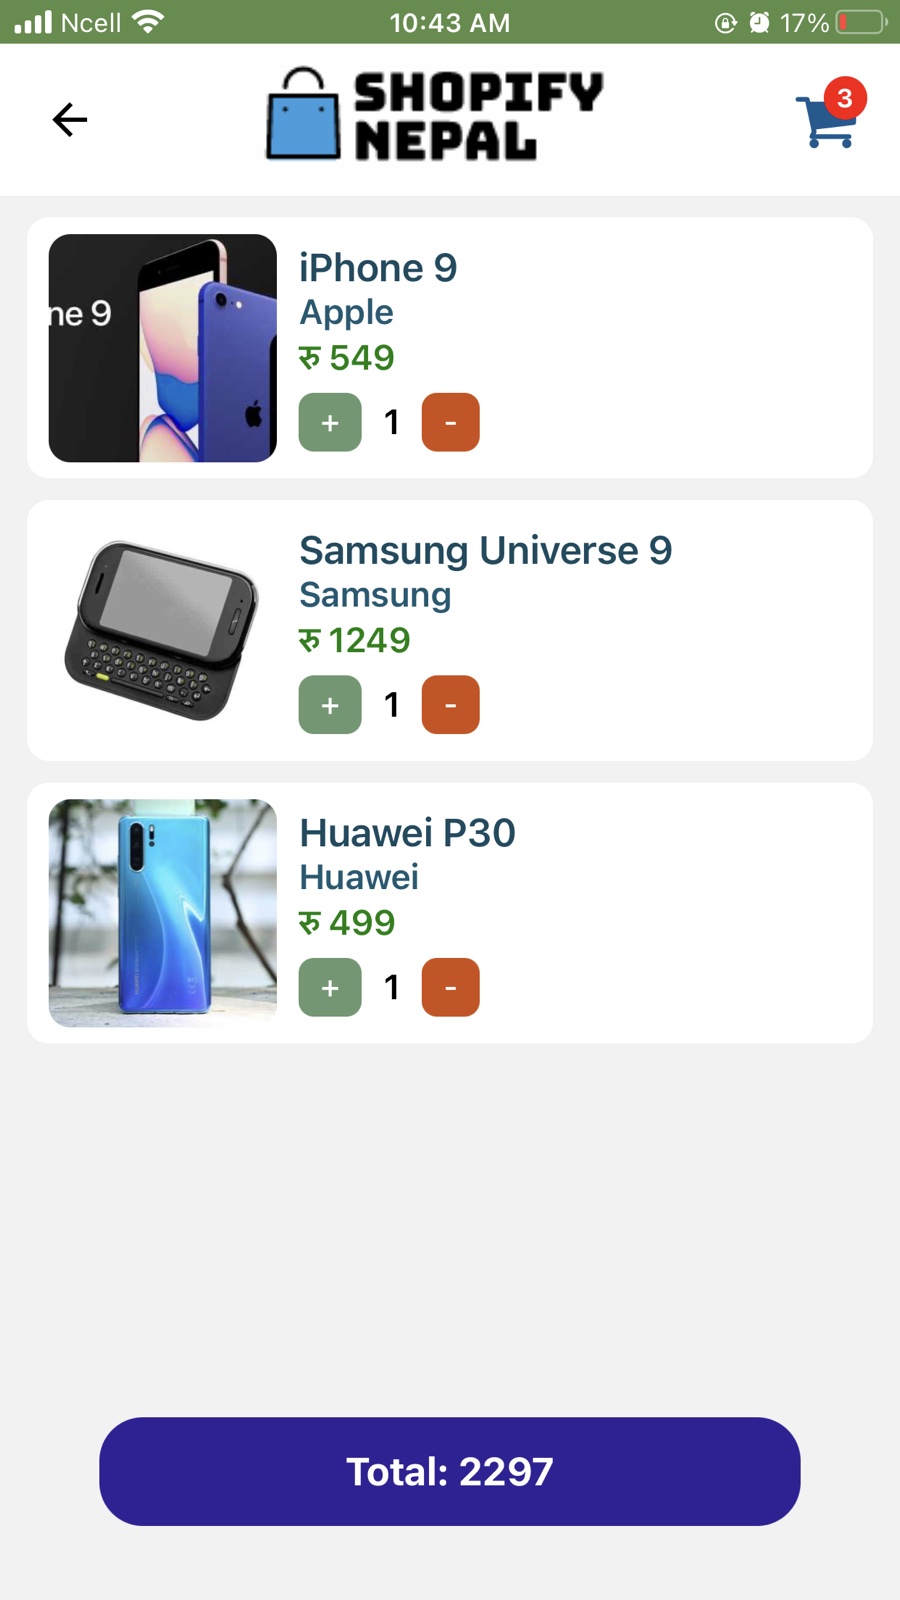 Ncell 10:43 AM 17%
SHOPIFY
NEPAL
3
ne 9
iPhone 9
Apple
रु 549
+ 1 -
Samsung Universe 9
Samsung
रु 1249
+ 1 -
Huawei P30
Huawei
रु 499
+ 1 -
Total: 2297